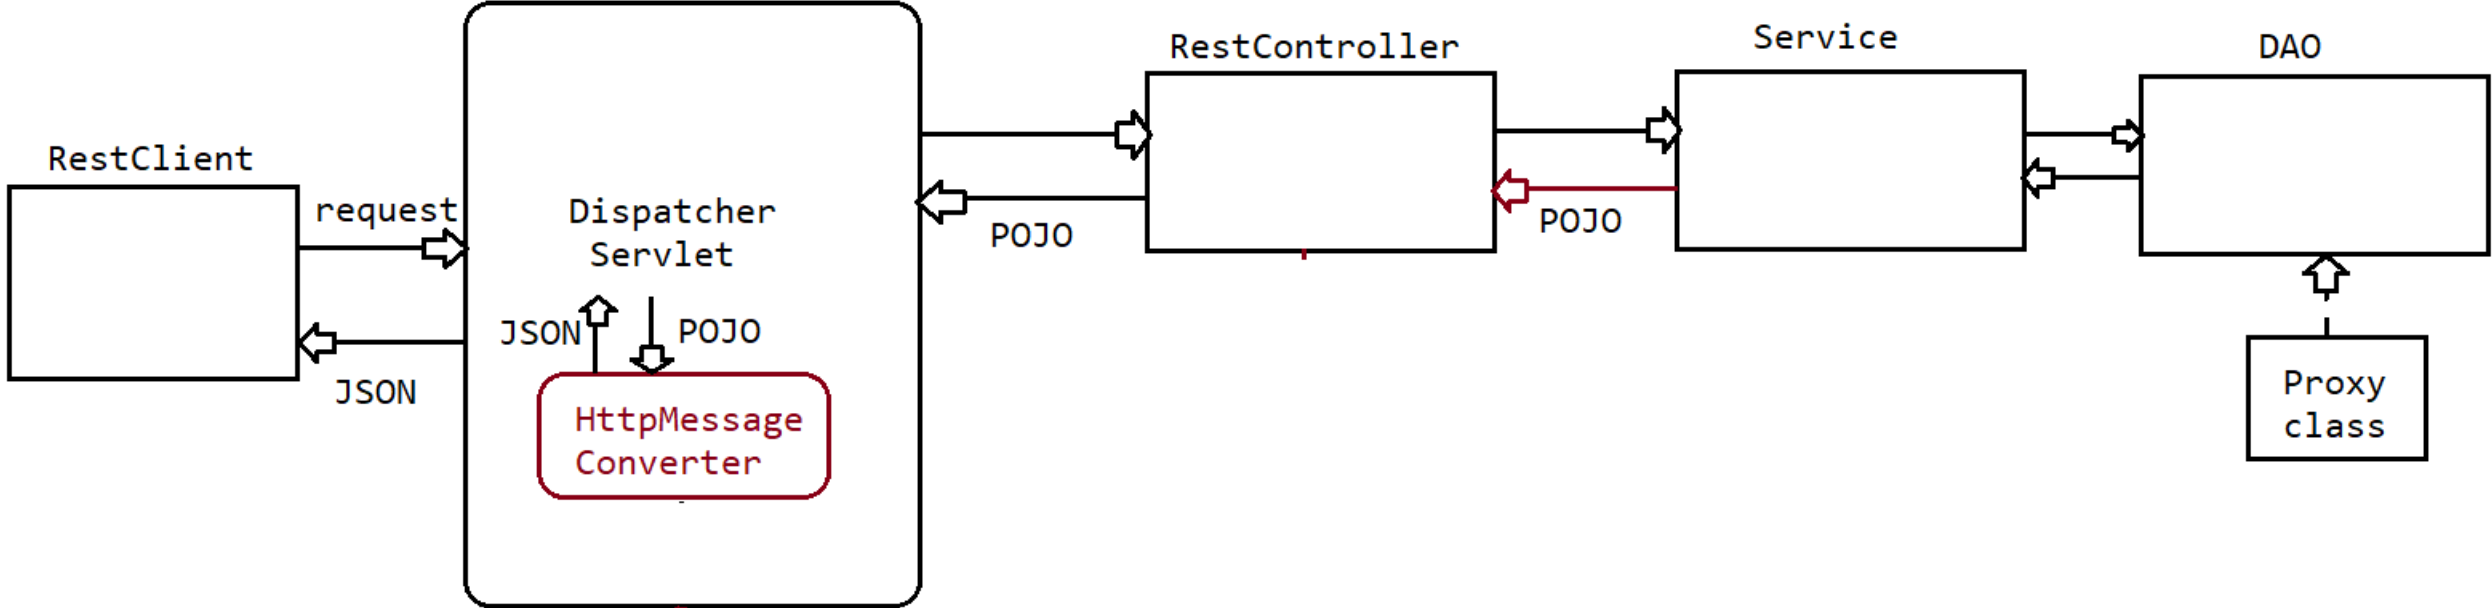 RestClient
request
JSON
Dispatcher
Servlet
JSON
POJO
HttpMessage
Converter
POJO
RestController
POJO
Service
DAO
Proxy
class